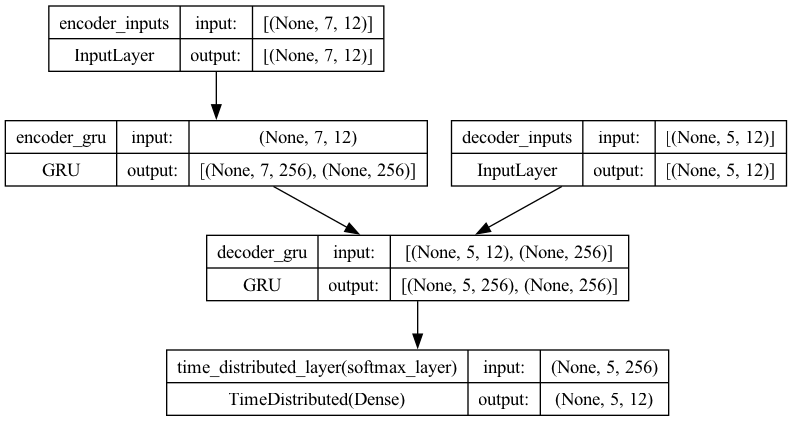 encoder_inputs input: [(None, 7, 12)]
InputLayer output: [(None, 7, 12)]
encoder_gru input: (None, 7, 12)
GRU output: [(None, 7, 256), (None, 256)]
decoder_inputs input: [(None, 5, 12)]
InputLayer output: [(None, 5, 12)]
decoder_gru input: [(None, 5, 12), (None, 256)]
GRU output: [(None, 5, 256), (None, 256)]
time_distributed_layer(softmax_layer) input: (None, 5, 256)
TimeDistributed(Dense) output: (None, 5, 12)